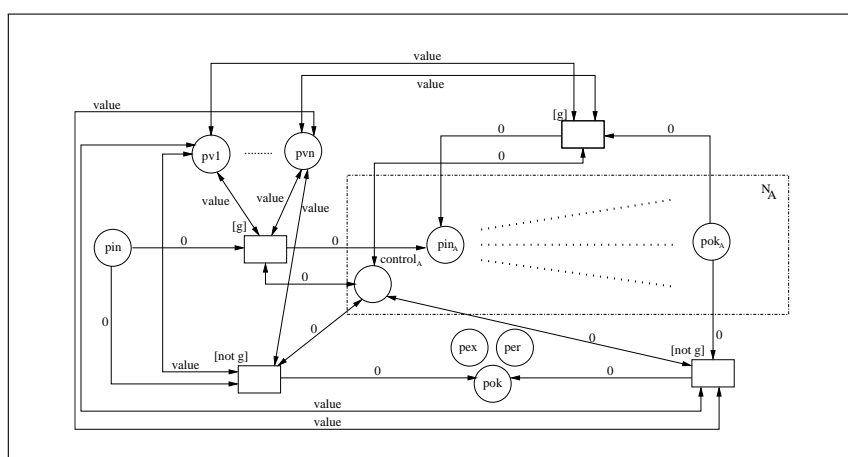 value
value
value
[g]
0
0
0
pv1
.........
pvn
value
value
value
N A
[g]
pin
0
0
pin A
pok A
control A
0
0
0
0
0
[not g]
value
pex
per
[not g]
0
pok
0
value
value